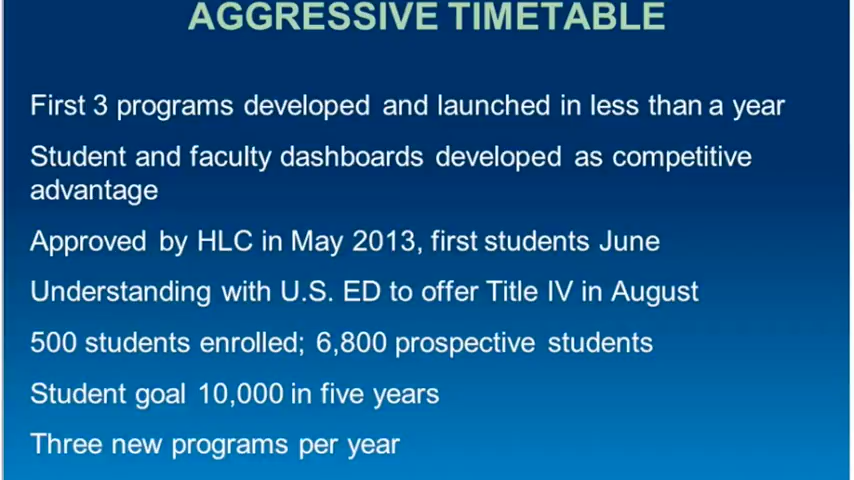 AGGRESSIVE TIMETABLE
First 3 programs developed and launched in less than a year
Student and faculty dashboards developed as competitive
advantage
Approved by HLC in May 2013, first students June
Understanding with U.S. ED to offer Title IV in August
500 students enrolled; 6,800 prospective students
Student goal 10,000 in five years
Three new programs per year